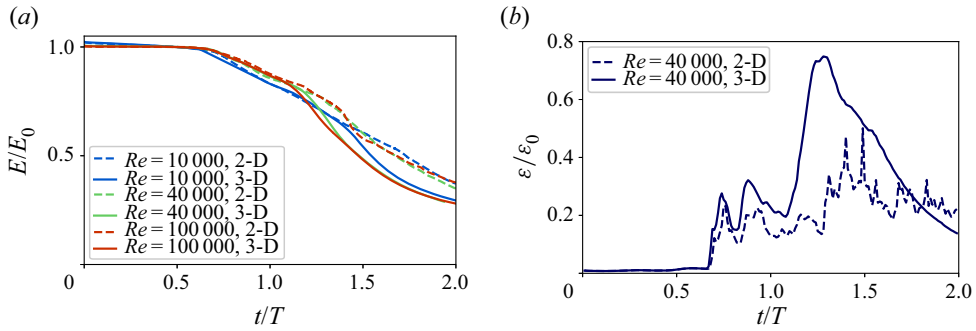 (a)
1.0
0.5
0
E/E0
Re = 10 000, 2-D
Re = 10 000, 3-D
Re = 40 000, 2-D
Re = 40 000, 3-D
Re = 100 000, 2-D
Re = 100 000, 3-D
0.5
1.0
1.5
2.0
t/T
(b)
0.8
0.6
0.4
0.2
0
ε/ε0
Re = 40 000, 2-D
Re = 40 000, 3-D
0.5
1.0
1.5
2.0
t/T